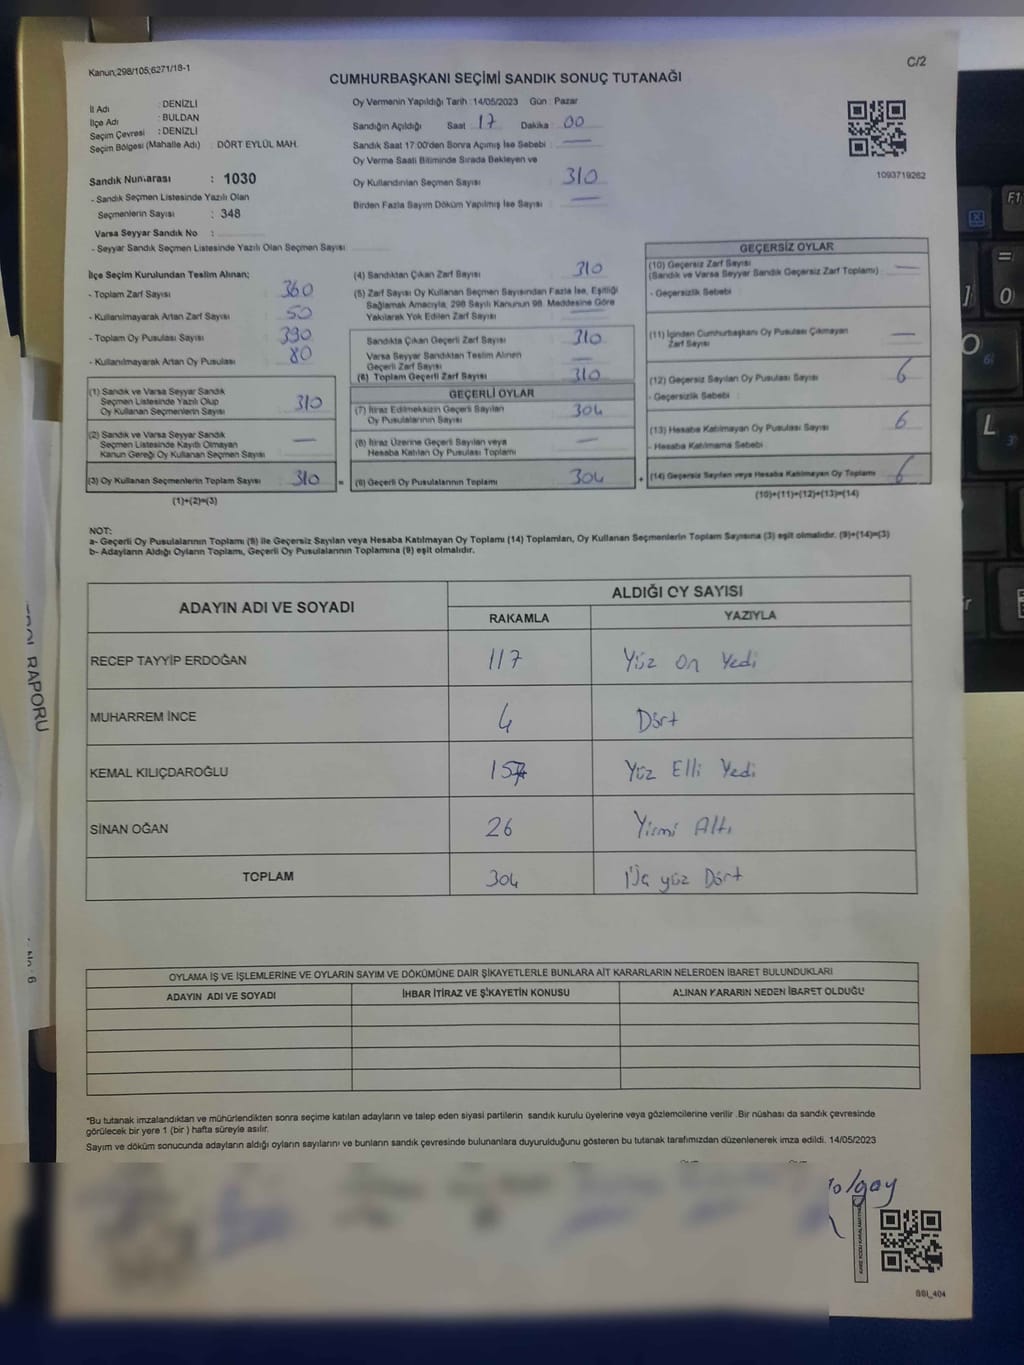 Kanun;298/105;6271/18-1
C/2
CUMHURBAŞKANI SEÇİMİ SANDIK SONUÇ TUTANAĞI
İl Adı : DENİZLİ
İlçe Adı : BULDAN
Seçim Çevresi : DENİZLİ
Seçim Bölgesi (Mahalle Adı) : DÖRT EYLÜL MAH.
Sandık Numarası : 1030
- Sandık Seçmen Listesinde Yazılı Olan
Seçmenlerin Sayısı : 348
Varsa Seyyar Sandık No :
- Seyyar Sandık Seçmen Listesinde Yazılı Olan Seçmen Sayısı :
Oy Vermenin Yapıldığı Tarih : 14/05/2023 Gün : Pazar
Sandığın Açıldığı Saat : 17 Dakika : 00
Sandık Saat 17:00'den Sonra Açımış İse Sebebi : —
Oy Verme Saati Bitiminde Sırada Bekleyen ve
Oy Kullandırılan Seçmen Sayısı : 310
Birden Fazla Sayım Döküm Yapılmış İse Sayısı : —
1093719262
İlçe Seçim Kurulundan Teslim Alınan;
- Toplam Zarf Sayısı : 360
- Kullanılmayarak Artan Zarf Sayısı : 50
- Toplam Oy Pusulası Sayısı : 390
- Kullanılmayarak Artan Oy Pusulası : 80
(1) Sandık ve Varsa Seyyar Sandık
Seçmen Listesinde Yazılı Olup
Oy Kullanan Seçmenlerin Sayısı : 310
(2) Sandık ve Varsa Seyyar Sandık
Seçmen Listesinde Kayıtlı Olmayan
Kanun Gereği Oy Kullanan Seçmen Sayısı : —
(3) Oy Kullanan Seçmenlerin Toplam Sayısı : 310 =
(1)+(2)=(3)
(4) Sandıktan Çıkan Zarf Sayısı : 310
(5) Zarf Sayısı Oy Kullanan Seçmen Sayısından Fazla İse, Eşitliği
Sağlamak Amacıyla, 298 Sayılı Kanunun 98. Maddesine Göre
Yakılarak Yok Edilen Zarf Sayısı : —
Sandıkta Çıkan Geçerli Zarf Sayısı : 310
Varsa Seyyar Sandıktan Teslim Alınan
Geçerli Zarf Sayısı : —
(6) Toplam Geçerli Zarf Sayısı : 310
GEÇERLİ OYLAR
(7) İtiraz Edilmeksizin Geçerli Sayılan
Oy Pusulalarının Sayısı : 304
(8) İtiraz Üzerine Geçerli Sayılan veya
Hesaba Katılan Oy Pusulası Toplamı : —
(9) Geçerli Oy Pusulalarının Toplamı : 304 +
GEÇERSİZ OYLAR
(10) Geçersiz Zarf Sayısı
(Sandık ve Varsa Seyyar Sandık Geçersiz Zarf Toplamı) : —
- Geçersizlik Sebebi :
(11) İçinden Cumhurbaşkanı Oy Pusulası Çıkmayan
Zarf Sayısı : —
(12) Geçersiz Sayılan Oy Pusulası Sayısı : 6
- Geçersizlik Sebebi :
(13) Hesaba Katılmayan Oy Pusulası Sayısı : 6
- Hesaba Katılmama Sebebi :
(14) Geçersiz Sayılan veya Hesaba Katılmayan Oy Toplamı : 6
(10)+(11)+(12)+(13)=(14)
NOT:
a- Geçerli Oy Pusulalarının Toplamı (9) ile Geçersiz Sayılan veya Hesaba Katılmayan Oy Toplamı (14) Toplamları, Oy Kullanan Seçmenlerin Toplam Sayısına (3) eşit olmalıdır. (9)+(14)=(3)
b- Adayların Aldığı Oyların Toplamı, Geçerli Oy Pusulalarının Toplamına (9) eşit olmalıdır.
ADAYIN ADI VE SOYADI
ALDIĞI OY SAYISI
RAKAMLA YAZIYLA
RECEP TAYYİP ERDOĞAN 117 Yüz On Yedi
MUHARREM İNCE 4 Dört
KEMAL KILIÇDAROĞLU 157 Yüz Elli Yedi
SİNAN OĞAN 26 Yirmi Altı
TOPLAM 304 Üç yüz Dört
OYLAMA İŞ VE İŞLEMLERİNE VE OYLARIN SAYIM VE DÖKÜMÜNE DAİR ŞİKAYETLERLE BUNLARA AİT KARARLARIN NELERDEN İBARET BULUNDUKLARI
ADAYIN ADI VE SOYADI İHBAR İTİRAZ VE ŞİKAYETİN KONUSU ALINAN KARARIN NEDEN İBARET OLDUĞU
*Bu tutanak imzalandıktan ve mühürlendikten sonra seçime katılan adayların ve talep eden siyasi partilerin sandık kurulu üyelerine veya gözlemcilerine verilir .Bir nüshası da sandık çevresinde
görülecek bir yere 1 (bir ) hafta süreyle asılır.
Sayım ve döküm sonucunda adayların aldığı oyların sayılarını ve bunların sandık çevresinde bulunanlara duyurulduğunu gösteren bu tutanak tarafımızdan düzenlenerek imza edildi. 14/05/2023
BSI_404
RAPORU
F1
0
L
3